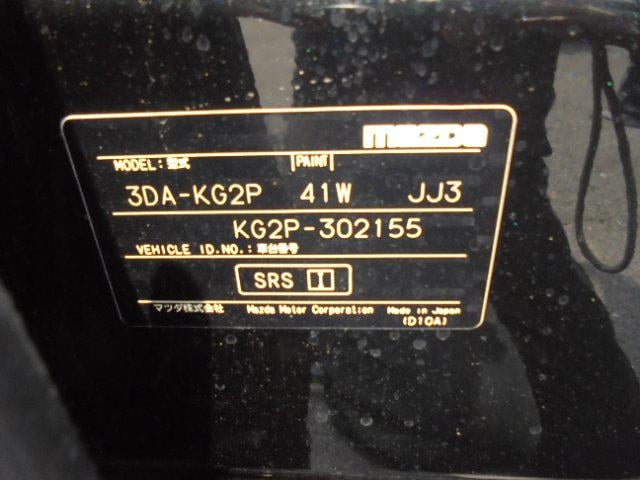 mazda
MODEL: 型式 PAINT
3DA-KG2P 41W JJ3
KG2P-302155
VEHICLE ID.NO.: 車台番号
SRS I
マツダ株式会社 Mazda Motor Corporation Made in Japan
(D10A)